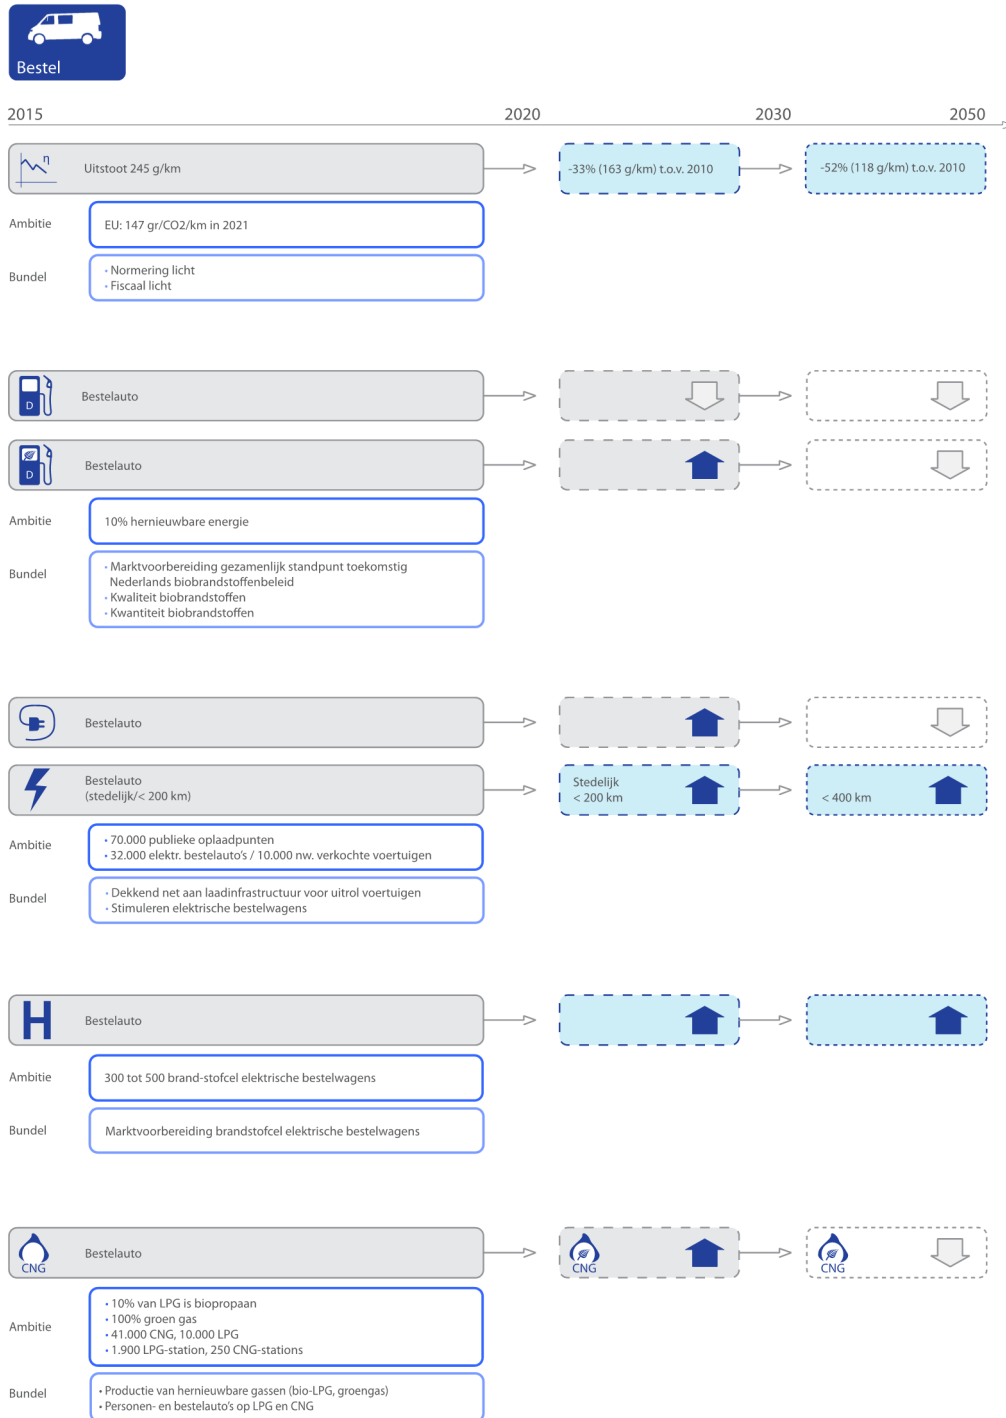 Bestel
2015 2020 2030 2050
η
Uitstoot 245 g/km
-33% (163 g/km) t.o.v. 2010
-52% (118 g/km) t.o.v. 2010
Ambitie
EU: 147 gr/CO2/km in 2021
Bundel
• Normering licht
• Fiscaal licht
D
Bestelauto
D
Bestelauto
Ambitie
10% hernieuwbare energie
Bundel
• Marktvoorbereiding gezamenlijk standpunt toekomstig
Nederlands biobrandstoffenbeleid
• Kwaliteit biobrandstoffen
• Kwantiteit biobrandstoffen
Bestelauto
Bestelauto
(stedelijk/< 200 km)
Stedelijk
< 200 km
< 400 km
Ambitie
• 70.000 publieke oplaadpunten
• 32.000 elektr. bestelauto's / 10.000 nw. verkochte voertuigen
Bundel
• Dekkend net aan laadinfrastructuur voor uitrol voertuigen
• Stimuleren elektrische bestelwagens
H
Bestelauto
Ambitie
300 tot 500 brand-stofcel elektrische bestelwagens
Bundel
Marktvoorbereiding brandstofcel elektrische bestelwagens
CNG
Bestelauto
CNG
CNG
Ambitie
• 10% van LPG is biopropaan
• 100% groen gas
• 41.000 CNG, 10.000 LPG
• 1.900 LPG-station, 250 CNG-stations
Bundel
• Productie van hernieuwbare gassen (bio-LPG, groengas)
• Personen- en bestelauto's op LPG en CNG